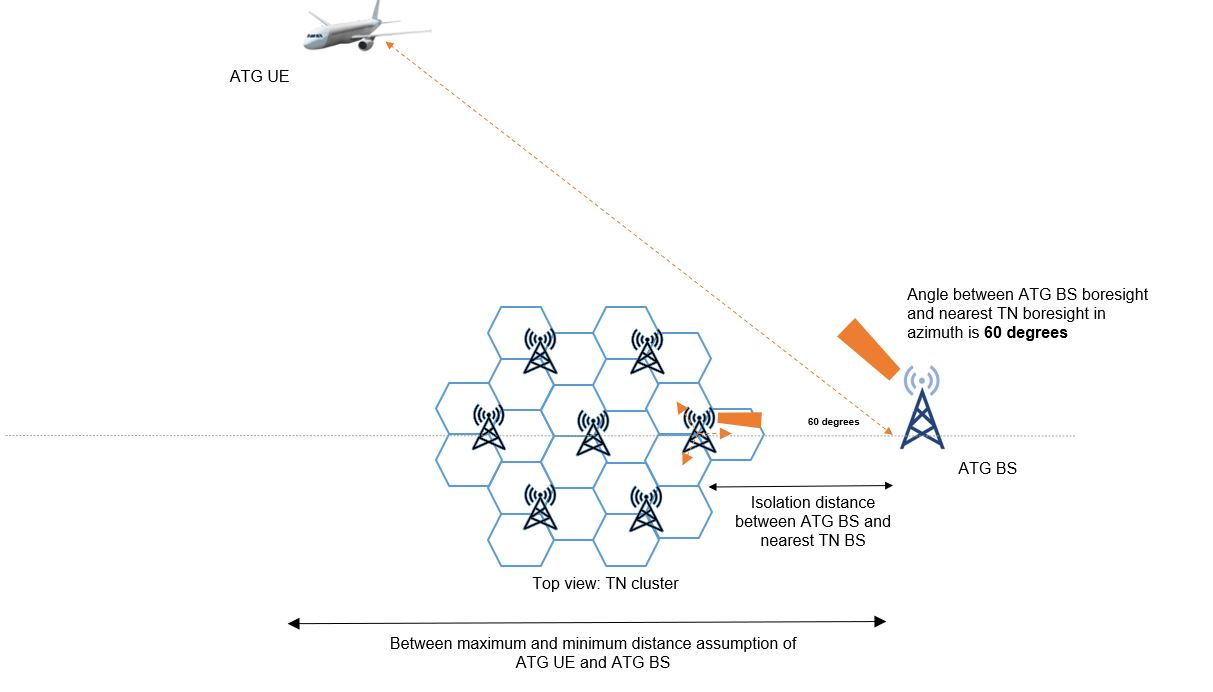 ATG UE
Angle between ATG BS boresight
and nearest TN boresight in
azimuth is 60 degrees
60 degrees
ATG BS
Isolation distance
between ATG BS and
nearest TN BS
Top view: TN cluster
Between maximum and minimum distance assumption of
ATG UE and ATG BS